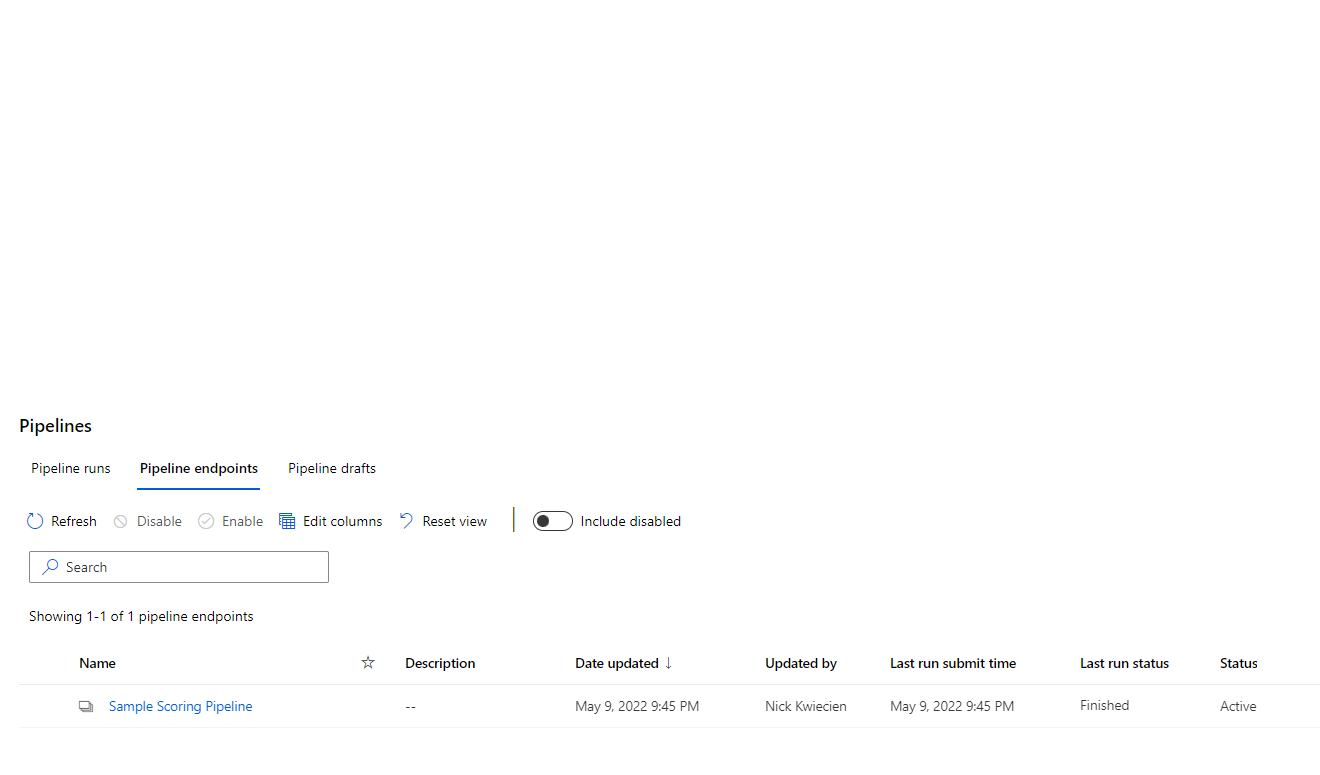 Pipelines
Pipeline runs Pipeline endpoints Pipeline drafts
Refresh Disable Enable Edit columns Reset view Include disabled
Search
Showing 1-1 of 1 pipeline endpoints
Name Description Date updated ↓ Updated by Last run submit time Last run status Status
Sample Scoring Pipeline -- May 9, 2022 9:45 PM Nick Kwiecien May 9, 2022 9:45 PM Finished Active